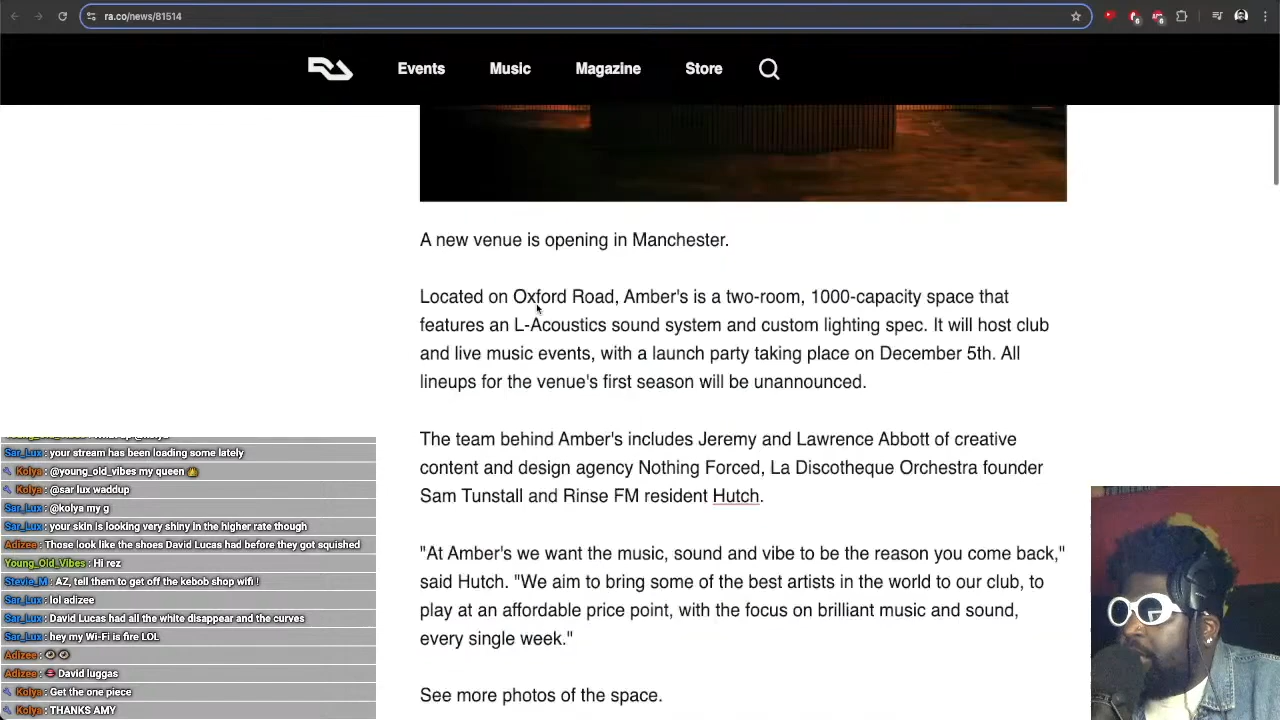 ra.co/news/81514
Events Music Magazine Store
A new venue is opening in Manchester.
Located on Oxford Road, Amber's is a two-room, 1000-capacity space that
features an L-Acoustics sound system and custom lighting spec. It will host club
and live music events, with a launch party taking place on December 5th. All
lineups for the venue's first season will be unannounced.
The team behind Amber's includes Jeremy and Lawrence Abbott of creative
content and design agency Nothing Forced, La Discotheque Orchestra founder
Sam Tunstall and Rinse FM resident Hutch.
"At Amber's we want the music, sound and vibe to be the reason you come back,"
said Hutch. "We aim to bring some of the best artists in the world to our club, to
play at an affordable price point, with the focus on brilliant music and sound,
every single week."
See more photos of the space.
Sar_Lux : your stream has been loading some lately
Kolya : @young_old_vibes my queen
Kolya : @sar lux waddup
Sar_Lux : @kolya my g
Sar_Lux : your skin is looking very shiny in the higher rate though
Adizee : Those look like the shoes David Lucas had before they got squished
Young_Old_Vibes : Hi rez
Stevie_M : AZ, tell them to get off the kebob shop wifi !
Sar_Lux : lol adizee
Sar_Lux : David Lucas had all the white disappear and the curves
Sar_Lux : hey my Wi-Fi is fire LOL
Adizee :
Adizee : David luggas
Kolya : Get the one piece
Kolya : THANKS AMY